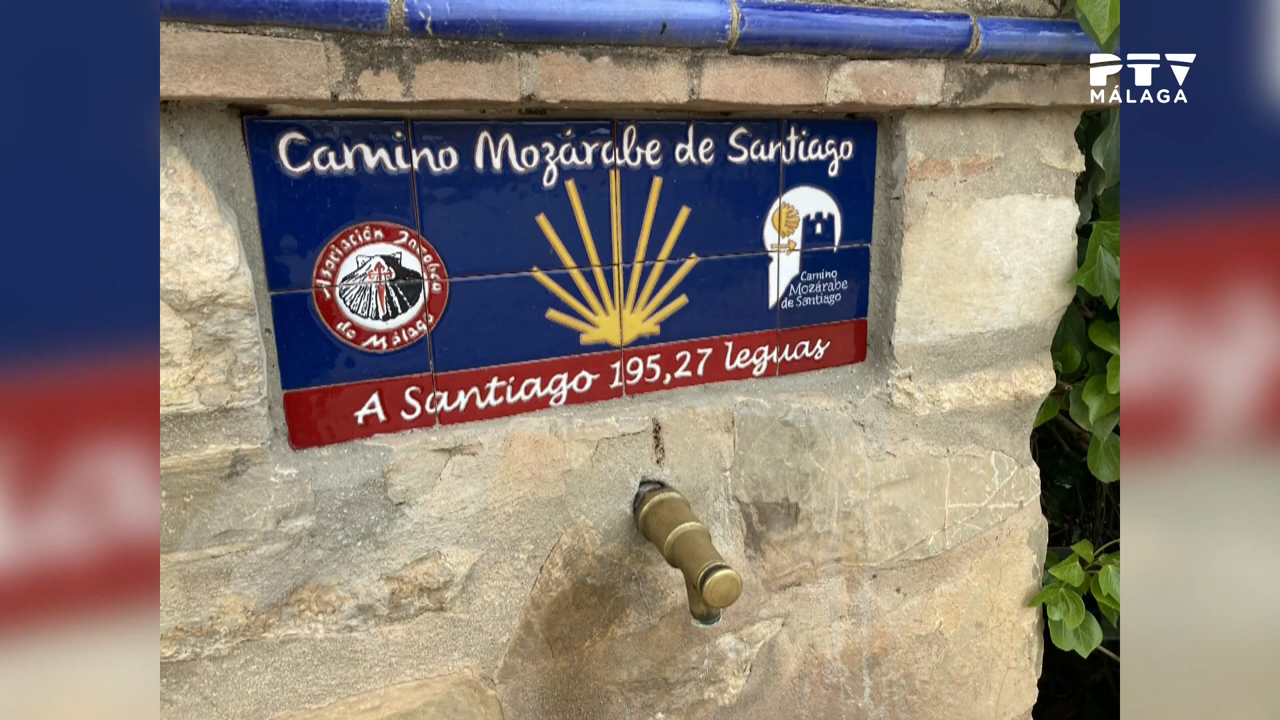 PTV
MÁLAGA
Camino Mozárabe de Santiago
Asociación Jacobea
de Málaga
Camino
Mozárabe
de Santiago
A Santiago 195,27 leguas